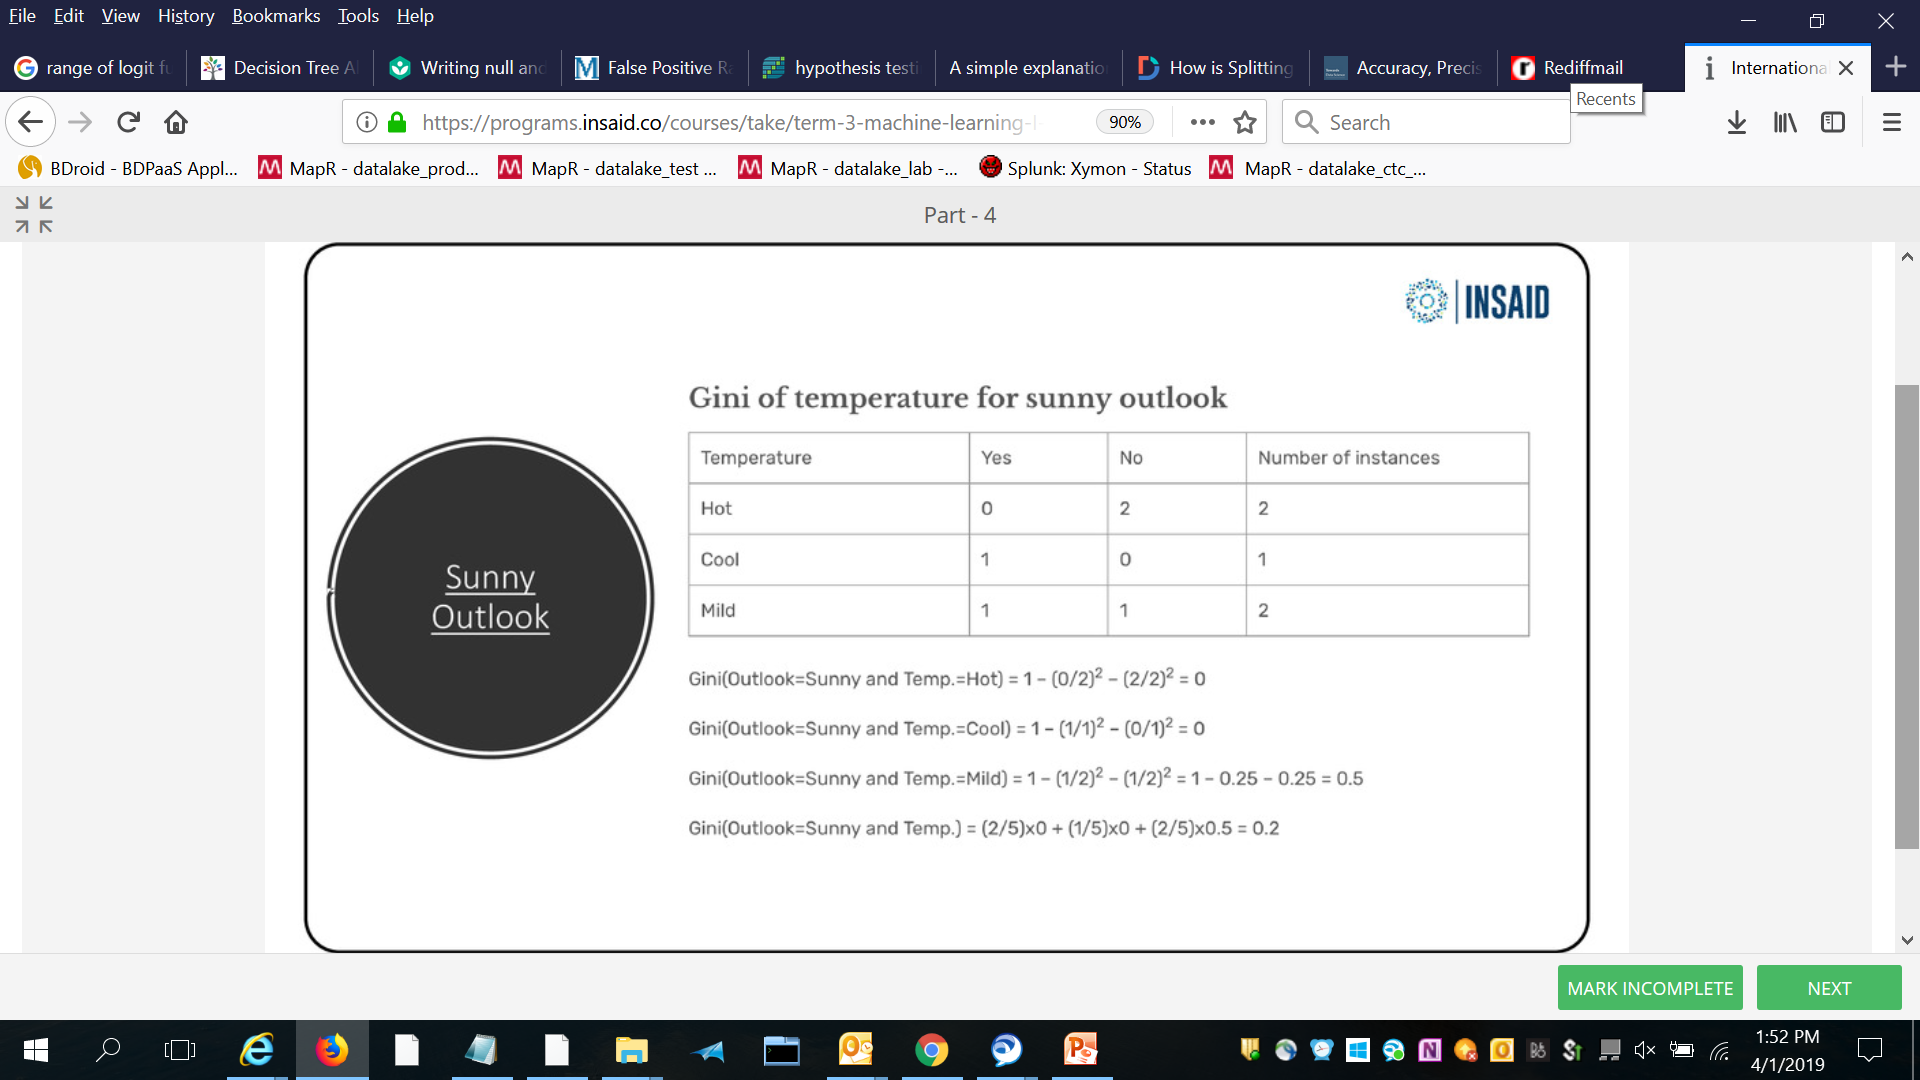 File Edit View History Bookmarks Tools Help
range of logit fu Decision Tree Al Writing null and False Positive Ra hypothesis testi A simple explanatio How is Splitting Accuracy, Precis Rediffmail Internationa
Recents
https://programs.insaid.co/courses/take/term-3-machine-learning-l 90% Search
BDroid - BDPaaS Appl... MapR - datalake_prod... MapR - datalake_test ... MapR - datalake_lab -... Splunk: Xymon - Status MapR - datalake_ctc_...
Part - 4
INSAID
Gini of temperature for sunny outlook
Temperature Yes No Number of instances
Hot 0 2 2
Cool 1 0 1
Mild 1 1 2
Sunny
Outlook
Gini(Outlook=Sunny and Temp.=Hot) = 1 – (0/2)² – (2/2)² = 0
Gini(Outlook=Sunny and Temp.=Cool) = 1 – (1/1)² – (0/1)² = 0
Gini(Outlook=Sunny and Temp.=Mild) = 1 – (1/2)² – (1/2)² = 1 – 0.25 – 0.25 = 0.5
Gini(Outlook=Sunny and Temp.) = (2/5)x0 + (1/5)x0 + (2/5)x0.5 = 0.2
MARK INCOMPLETE NEXT
1:52 PM
4/1/2019